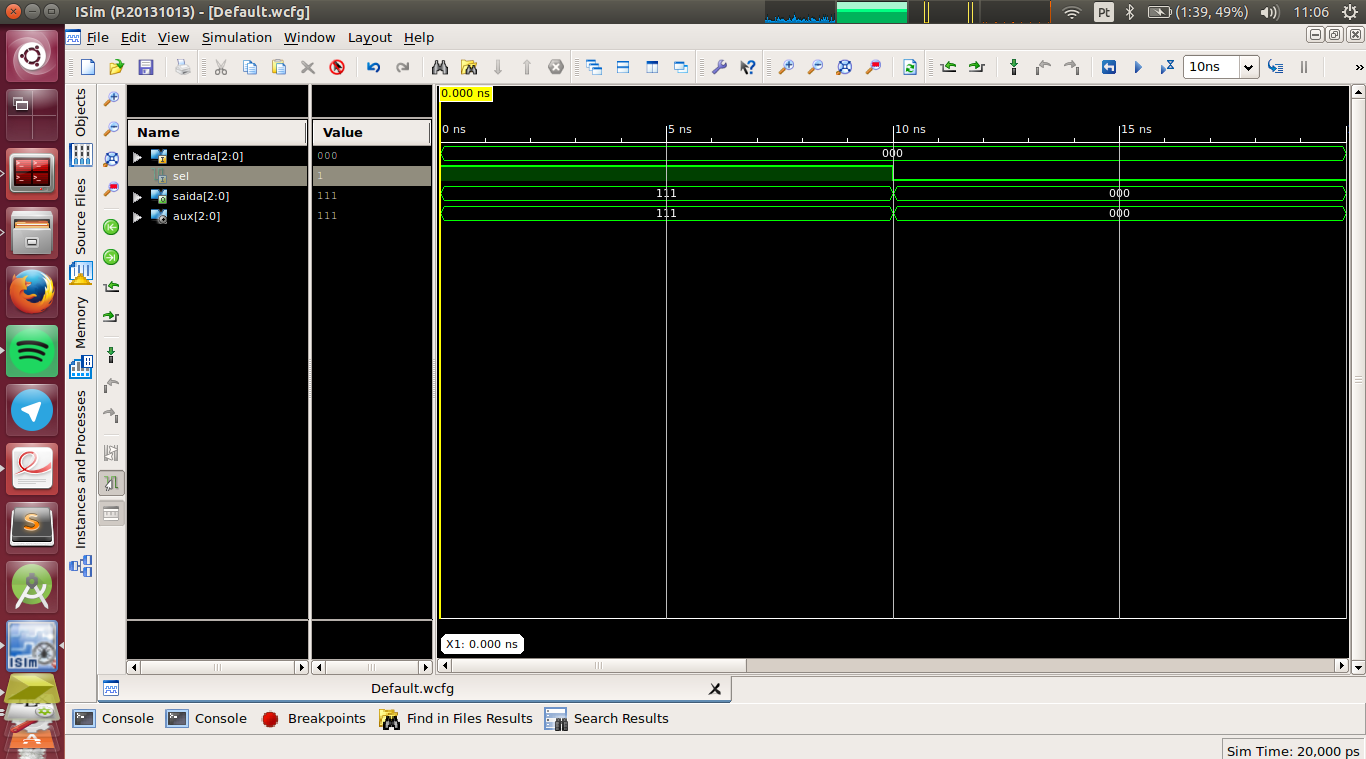 ISim (P.20131013) - [Default.wcfg]
Pt
(1:39, 49%)
11:06
File Edit View Simulation Window Layout Help
10ns
»
Objects
Source Files
Memory
Instances and Processes
Name
Value
entrada[2:0]
000
sel
1
saida[2:0]
111
aux[2:0]
111
0.000 ns
0 ns
5 ns
10 ns
15 ns
000
111
000
111
000
X1: 0.000 ns
Default.wcfg
Console
Console
Breakpoints
Find in Files Results
Search Results
Sim Time: 20,000 ps
ISim